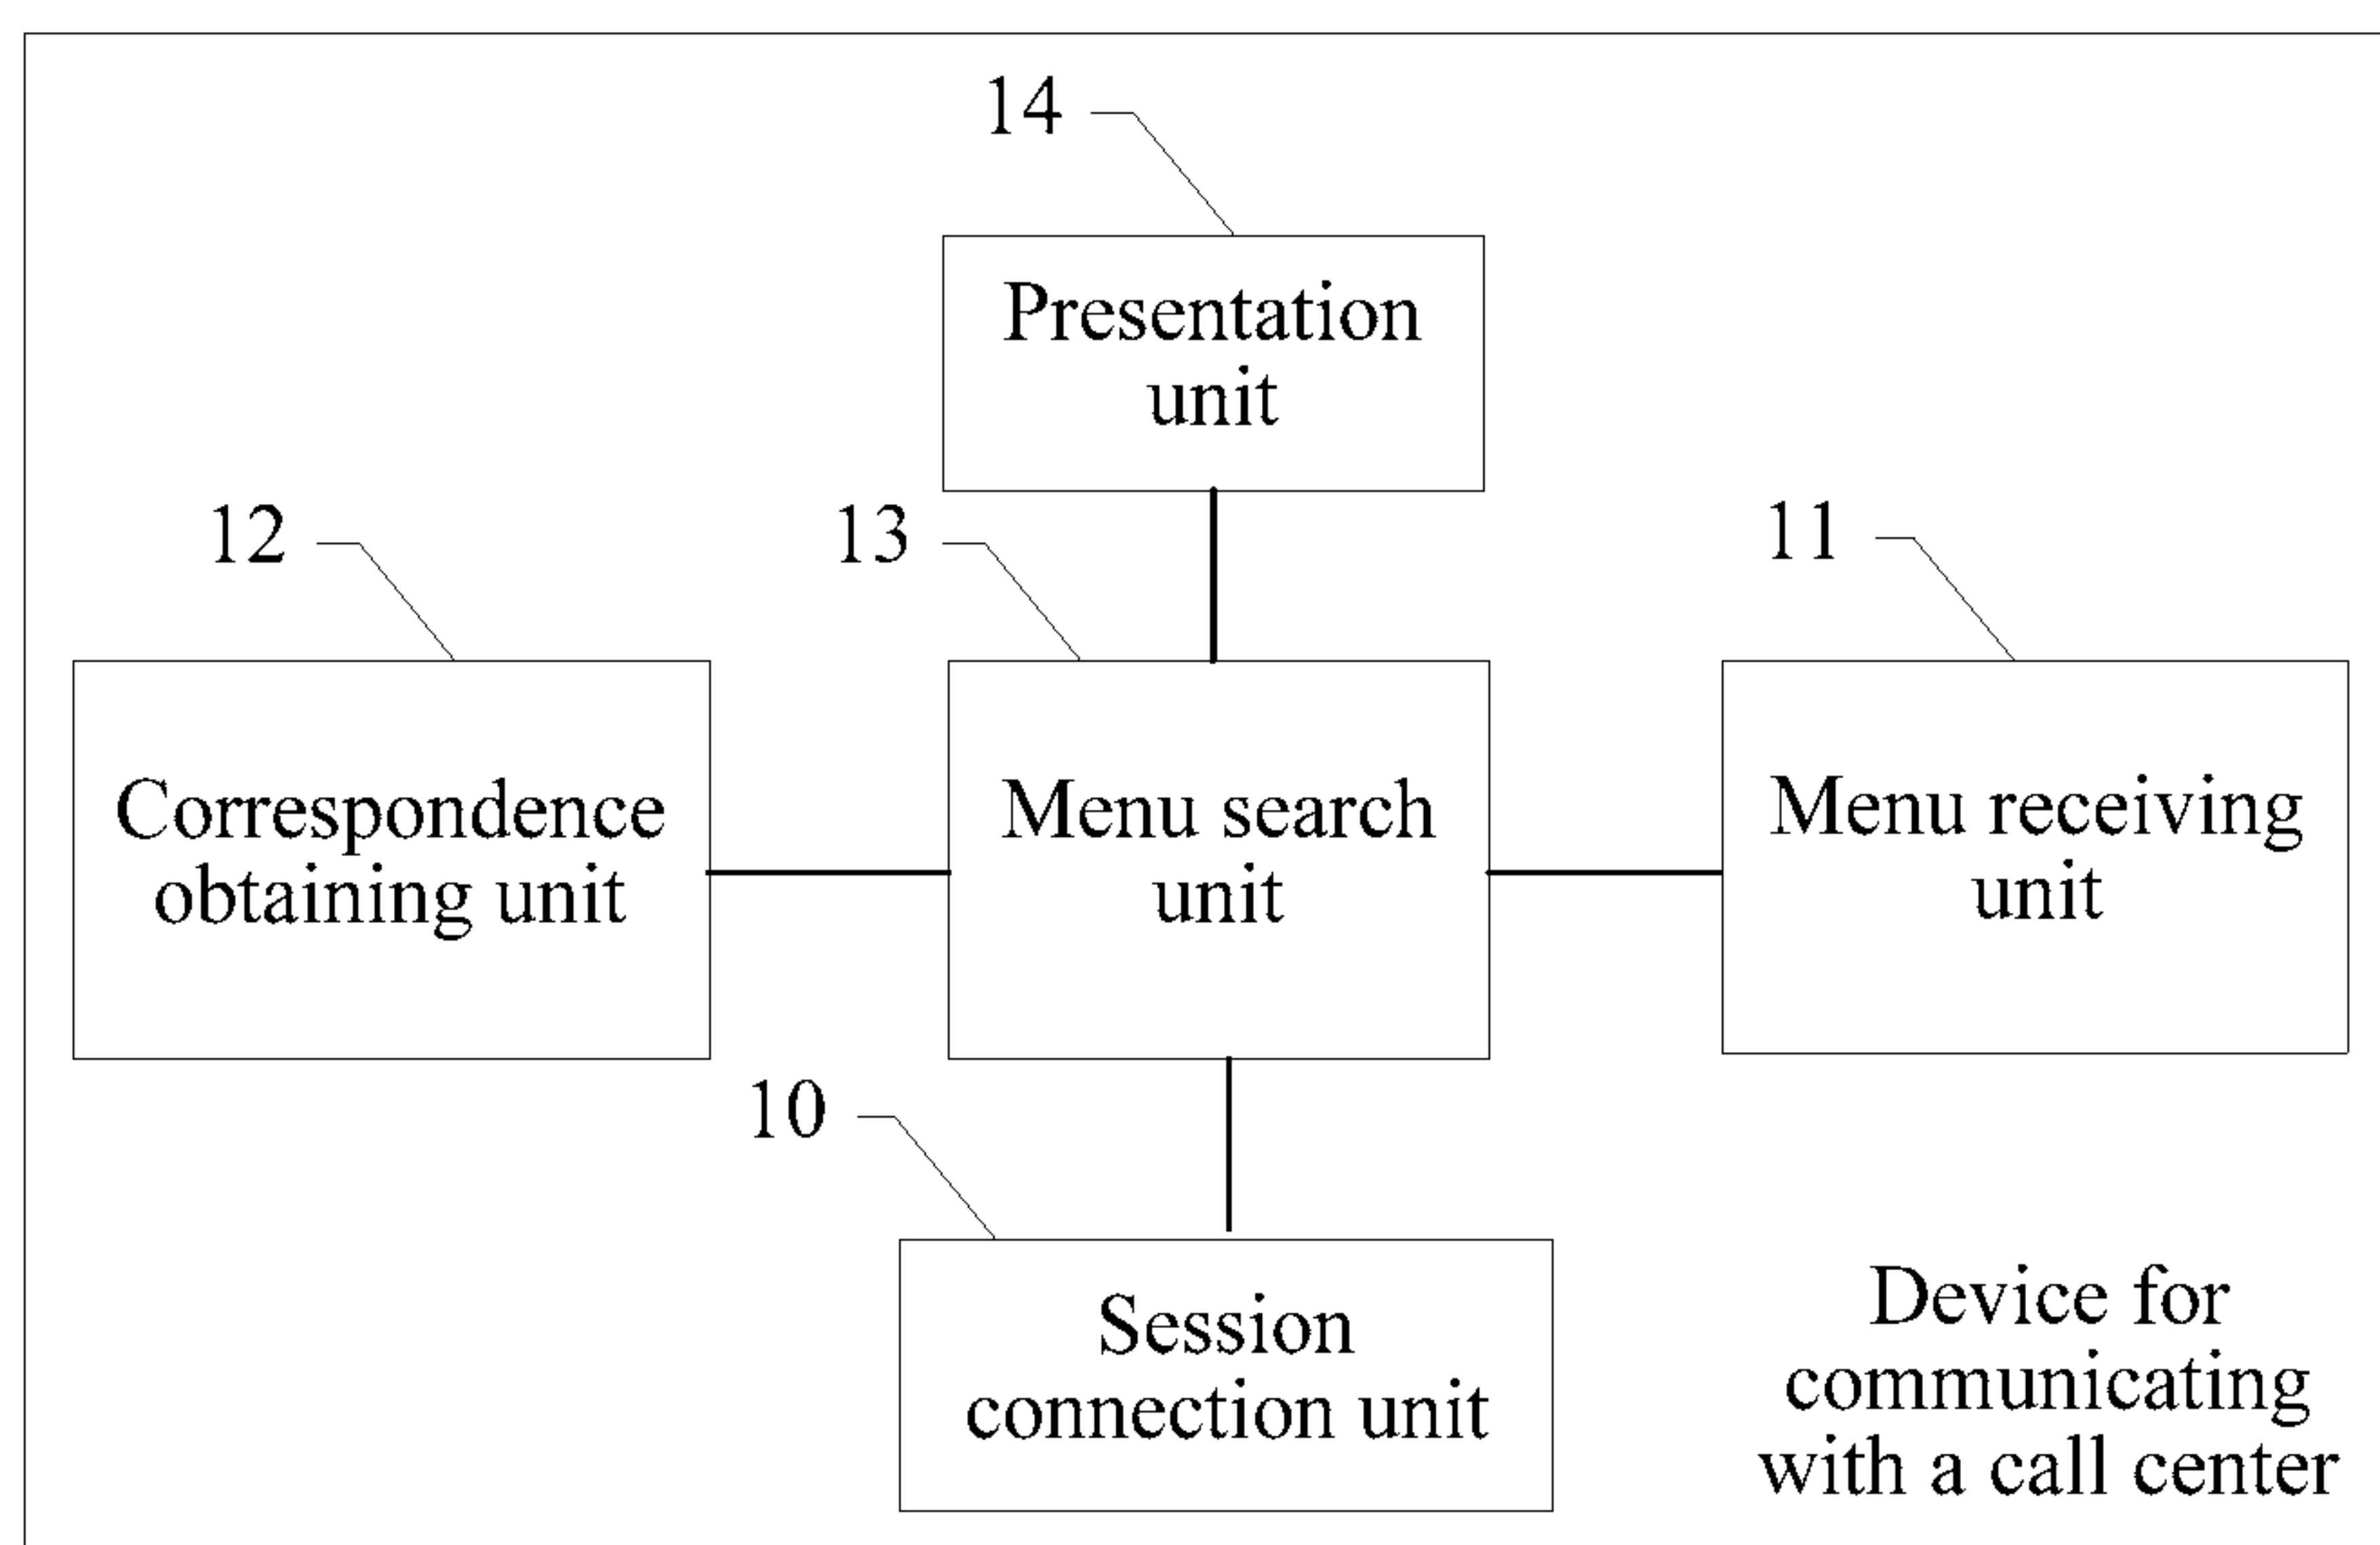 14
Presentation
unit
12
13
11
Correspondence
obtaining unit
Menu search
unit
Menu receiving
unit
10
Session
connection unit
Device for
communicating
with a call center